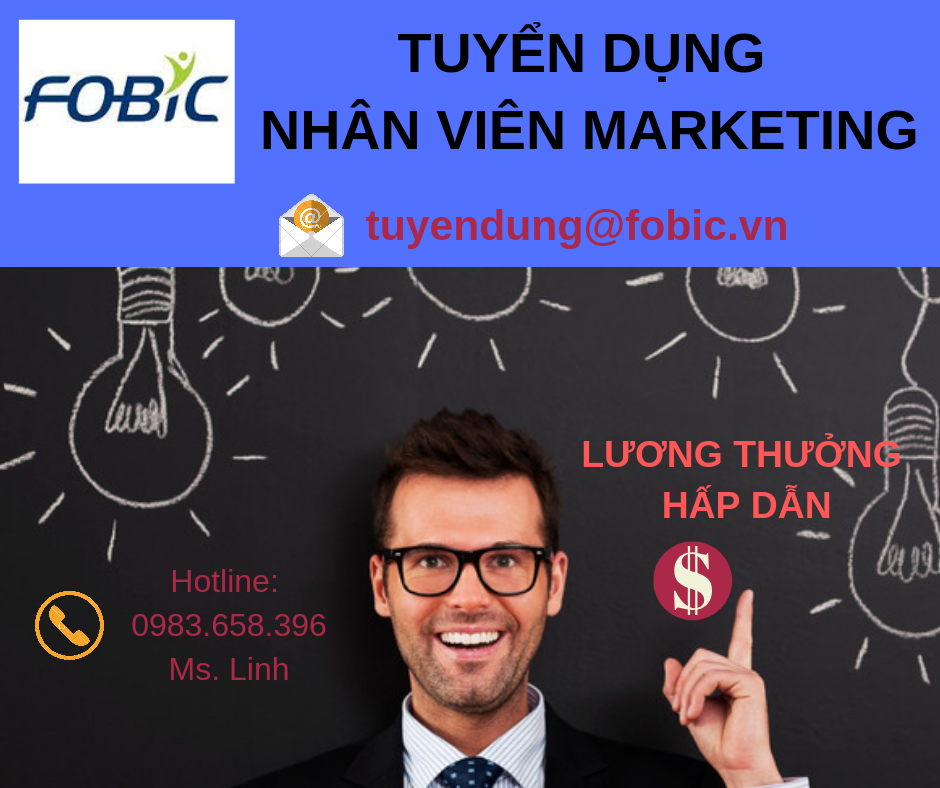 FOBIC
TUYỂN DỤNG
NHÂN VIÊN MARKETING
@
tuyendung@fobic.vn
LƯƠNG THƯỞNG
HẤP DẪN
$
Hotline:
0983.658.396
Ms. Linh